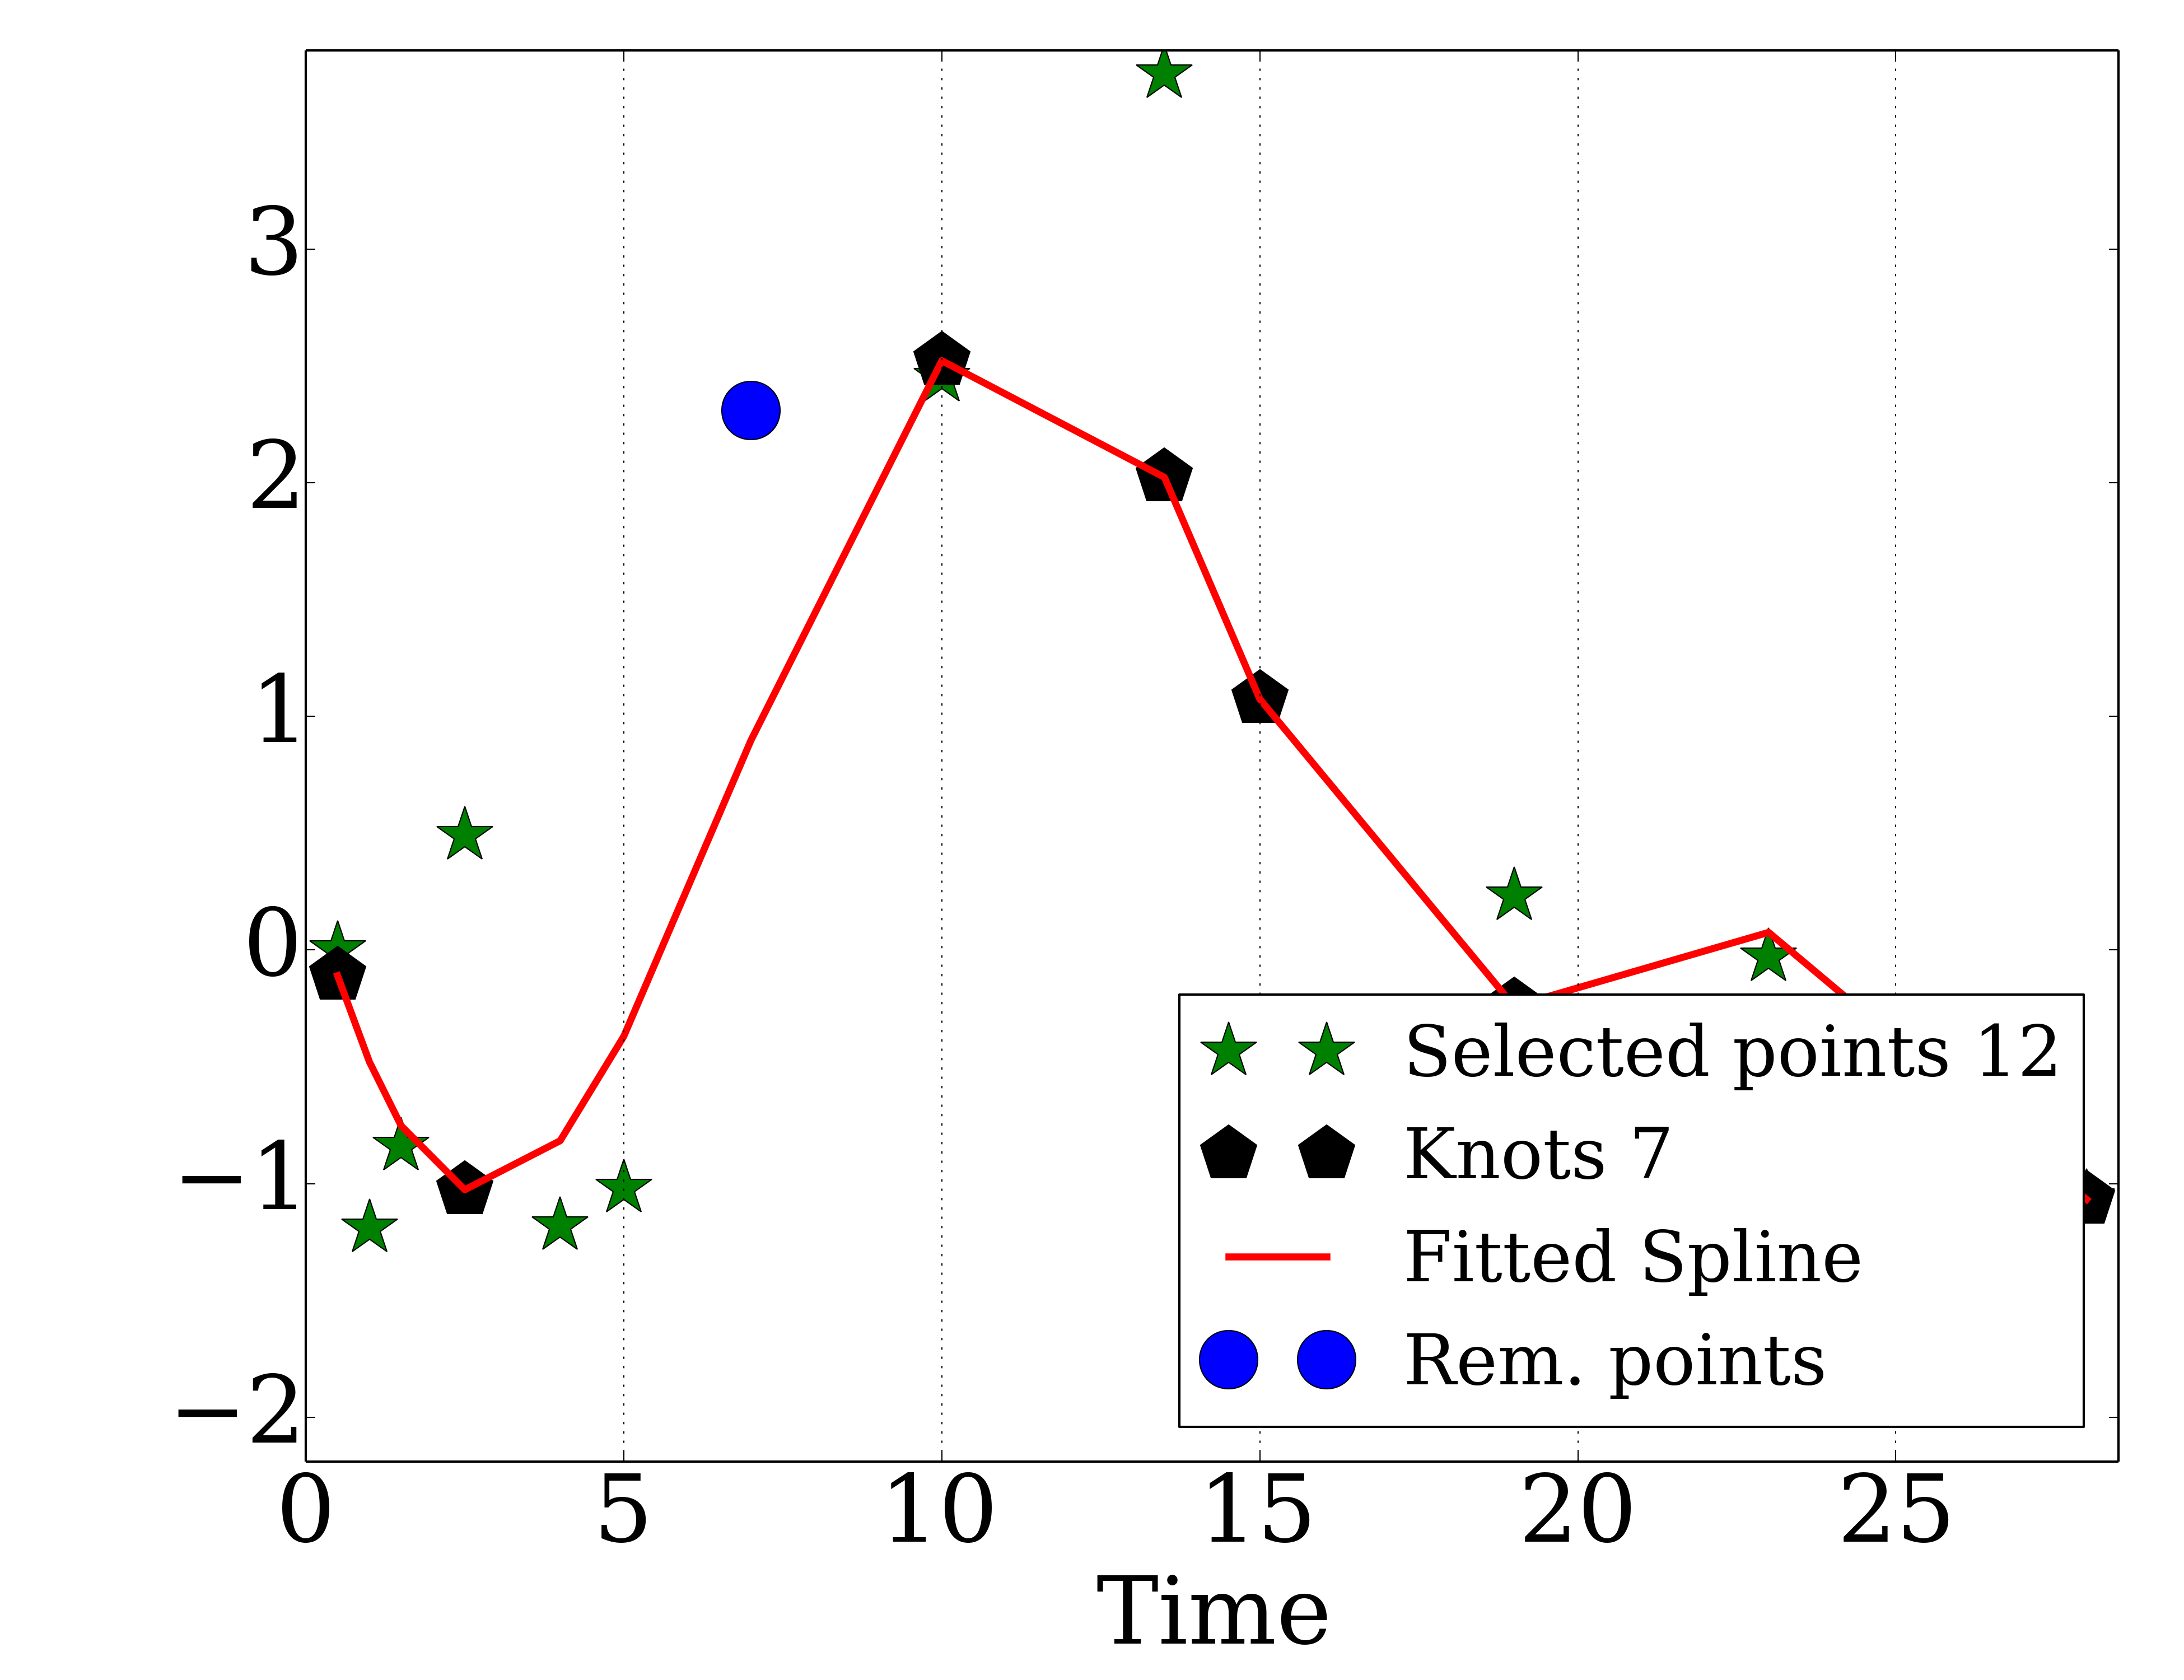 3
2
1
0
−1
−2
Selected points 12
Knots 7
Fitted Spline
Rem. points
0 5 10 15 20 25
Time